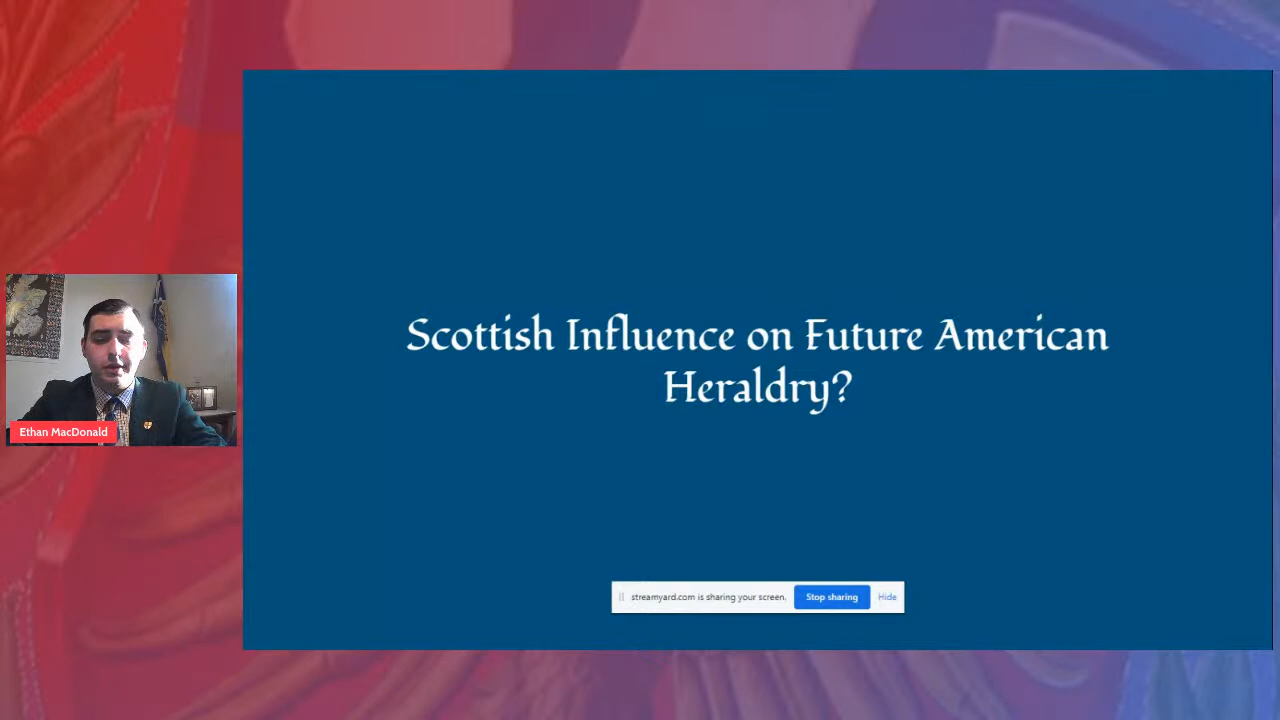 Scottish Influence on Future American
Heraldry?
Ethan MacDonald
streamyard.com is sharing your screen.
Stop sharing
Hide